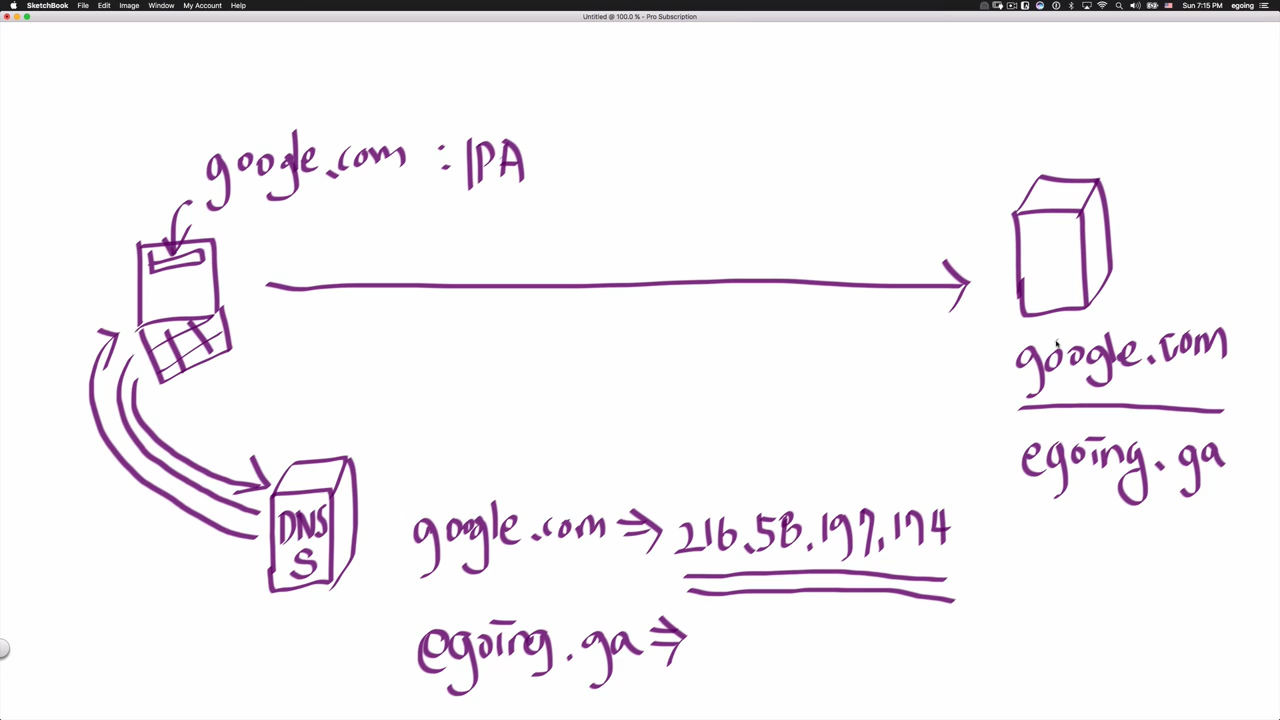 SketchBook File Edit Image Window My Account Help Sun 7:15 PM egoing
Untitled @ 100.0 % - Pro Subscription
google.com : IPA
google.com
egoing.ga
DNS
S
google.com ⇒ 216.58.197.174
egoing.ga ⇒